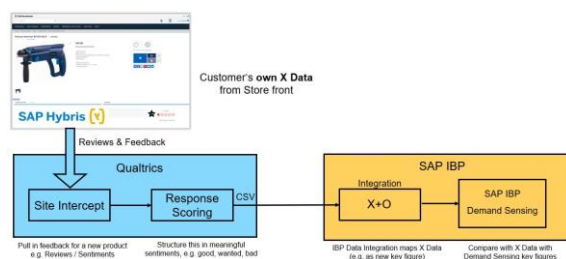 Customer's own X Data
from Store front
SAP Hybris
Reviews & Feedback
Qualtrics
SAP IBP
Site Intercept
Response
Scoring
CSV
Integration
X+O
SAP IBP
Demand Sensing
Pull in feedback for a new product
e.g. Reviews / Sentiments
Structure this in meaningful
sentiments, e.g. good, wanted, bad
IBP Data Integration maps X Data
(e.g. as new key figure)
Compare with X Data with
Demand Sensing key figures